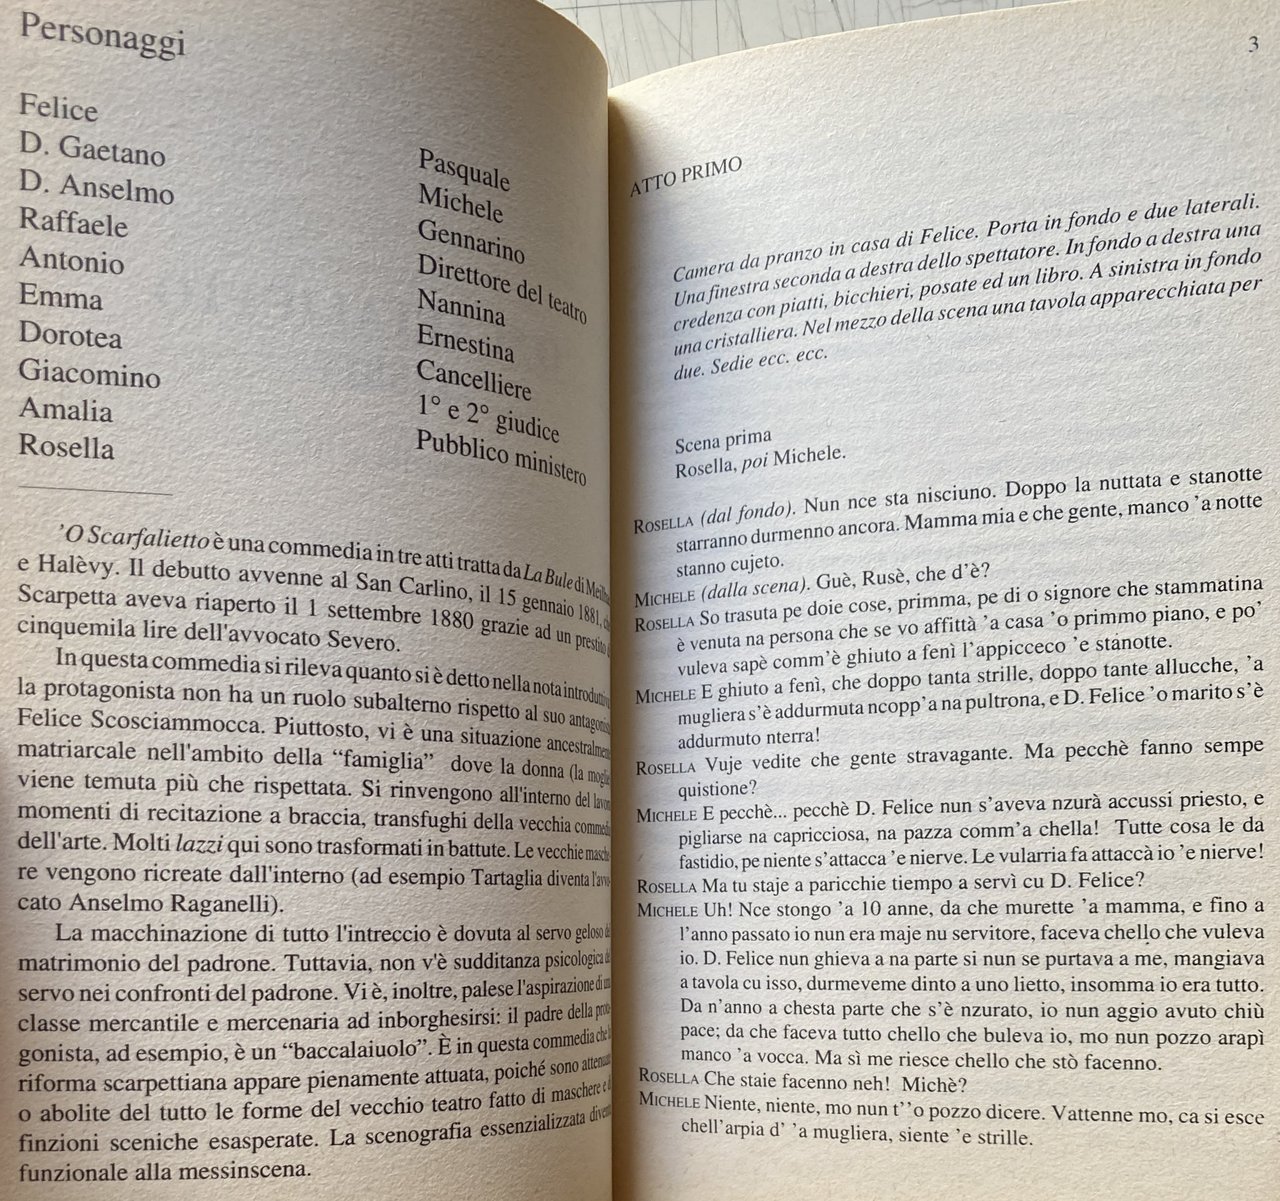 Personaggi
Felice
D. Gaetano
D. Anselmo
Raffaele
Antonio
Emma
Dorotea
Giacomino
Amalia
Rosella
Pasquale
Michele
Gennarino
Direttore del teatro
Nannina
Ernestina
Cancelliere
1° e 2° giudice
Pubblico ministero
’O Scarfalietto è una commedia in tre atti tratta da La Bule di
e Halèvy. Il debutto avvenne al San Carlino, il 15 gennaio 1881,
Scarpetta aveva riaperto il 1 settembre 1880 grazie ad un prestito
cinquemila lire dell'avvocato Severo.
In questa commedia si rileva quanto si è detto nella nota
la protagonista non ha un ruolo subalterno rispetto al suo
Felice Scosciammocca. Piuttosto, vi è una situazione
matriarcale nell'ambito della “famiglia” dove la donna (la
viene temuta più che rispettata. Si rinvengono all'interno del
momenti di recitazione a braccia, transfughi della vecchia
dell'arte. Molti lazzi qui sono trasformati in battute. Le vecchie
re vengono ricreate dall'interno (ad esempio Tartaglia diventa
cato Anselmo Raganelli).
La macchinazione di tutto l'intreccio è dovuta al servo geloso
matrimonio del padrone. Tuttavia, non v'è sudditanza psicologica
servo nei confronti del padrone. Vi è, inoltre, palese l'aspirazione di
classe mercantile e mercenaria ad inborghesirsi: il padre della
gonista, ad esempio, è un “baccalaiuolo”. È in questa commedia che
riforma scarpettiana appare pienamente attuata, poiché sono
o abolite del tutto le forme del vecchio teatro fatto di maschere e
finzioni sceniche esasperate. La scenografia essenzializzata
funzionale alla messinscena.
3
ATTO PRIMO
Camera da pranzo in casa di Felice. Porta in fondo e due laterali.
Una finestra seconda a destra dello spettatore. In fondo a destra una
credenza con piatti, bicchieri, posate ed un libro. A sinistra in fondo
una cristalliera. Nel mezzo della scena una tavola apparecchiata per
due. Sedie ecc. ecc.
Scena prima
Rosella, poi Michele.
ROSELLA (dal fondo). Nun nce sta nisciuno. Doppo la nuttata e stanotte
starranno durmenno ancora. Mamma mia e che gente, manco ’a notte
stanno cujeto.
MICHELE (dalla scena). Guè, Rusè, che d’è?
ROSELLA So trasuta pe doie cose, primma, pe di o signore che stammatina
è venuta na persona che se vo affittà ’a casa ’o primmo piano, e po’
vuleva sapè comm’è ghiuto a fenì l’appicceco ’e stanotte.
MICHELE E ghiuto a fenì, che doppo tanta strille, doppo tante allucche, ’a
mugliera s’è addurmuta ncopp’a na pultrona, e D. Felice ’o marito s’è
addurmuto nterra!
ROSELLA Vuje vedite che gente stravagante. Ma pecchè fanno sempe
quistione?
MICHELE E pecchè... pecchè D. Felice nun s’aveva nzurà accussi priesto, e
pigliarse na capricciosa, na pazza comm’a chella! Tutte cosa le da
fastidio, pe niente s’attacca ’e nierve. Le vularria fa attaccà io ’e nierve!
ROSELLA Ma tu staje a paricchie tiempo a servì cu D. Felice?
MICHELE Uh! Nce stongo ’a 10 anne, da che murette ’a mamma, e fino a
l’anno passato io nun era maje nu servitore, faceva chello che vuleva
io. D. Felice nun ghieva a na parte si nun se purtava a me, mangiava
a tavola cu isso, durmeveme dinto a uno lietto, insomma io era tutto.
Da n’anno a chesta parte che s’è nzurato, io nun aggio avuto chiù
pace; da che faceva tutto chello che buleva io, mo nun pozzo arapì
manco ’a vocca. Ma sì me riesce chello che stò facenno.
ROSELLA Che staie facenno neh! Michè?
MICHELE Niente, niente, mo nun t’’o pozzo dicere. Vattenne mo, ca si esce
chell’arpia d’ ’a mugliera, siente ’e strille.